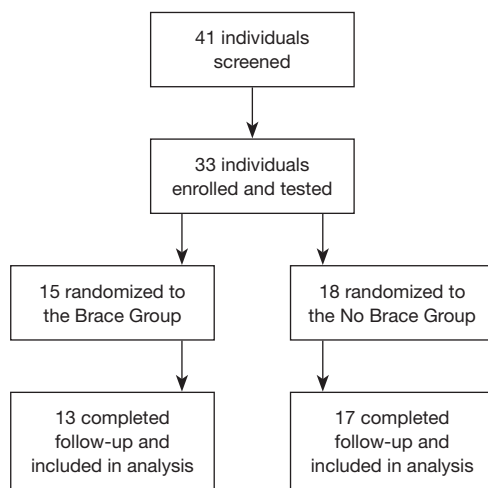 41 individuals
screened
33 individuals
enrolled and tested
15 randomized to
the Brace Group
18 randomized to
the No Brace Group
13 completed
follow-up and
included in analysis
17 completed
follow-up and
included in analysis